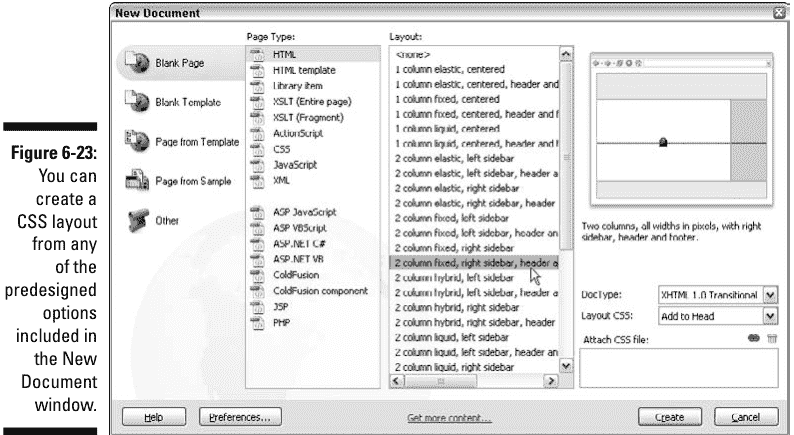 Figure 6-23:
You can
create a
CSS layout
from any
of the
predesigned
options
included in
the New
Document
window.
New Document
Blank Page
Blank Template
Page from Template
Page from Sample
Other
Page Type:
HTML
HTML template
Library item
XSLT (Entire page)
XSLT (Fragment)
ActionScript
CSS
JavaScript
XML
ASP JavaScript
ASP VBScript
ASP.NET C#
ASP.NET VB
ColdFusion
ColdFusion component
JSP
PHP
Layout:
<none>
1 column elastic, centered
1 column elastic, centered, header and
1 column fixed, centered
1 column fixed, centered, header and f
1 column liquid, centered
1 column liquid, centered, header and f
2 column elastic, left sidebar
2 column elastic, left sidebar, header a
2 column elastic, right sidebar
2 column elastic, right sidebar, header
2 column fixed, left sidebar
2 column fixed, left sidebar, header an
2 column fixed, right sidebar
2 column fixed, right sidebar, header a
2 column hybrid, left sidebar
2 column hybrid, left sidebar, header a
2 column hybrid, right sidebar
2 column hybrid, right sidebar, header
2 column liquid, left sidebar
2 column liquid, left sidebar, header an
2 column liquid, right sidebar
Two columns, all widths in pixels, with right
sidebar, header and footer.
DocType: XHTML 1.0 Transitional
Layout CSS: Add to Head
Attach CSS file:
Help
Preferences...
Get more content...
Create
Cancel